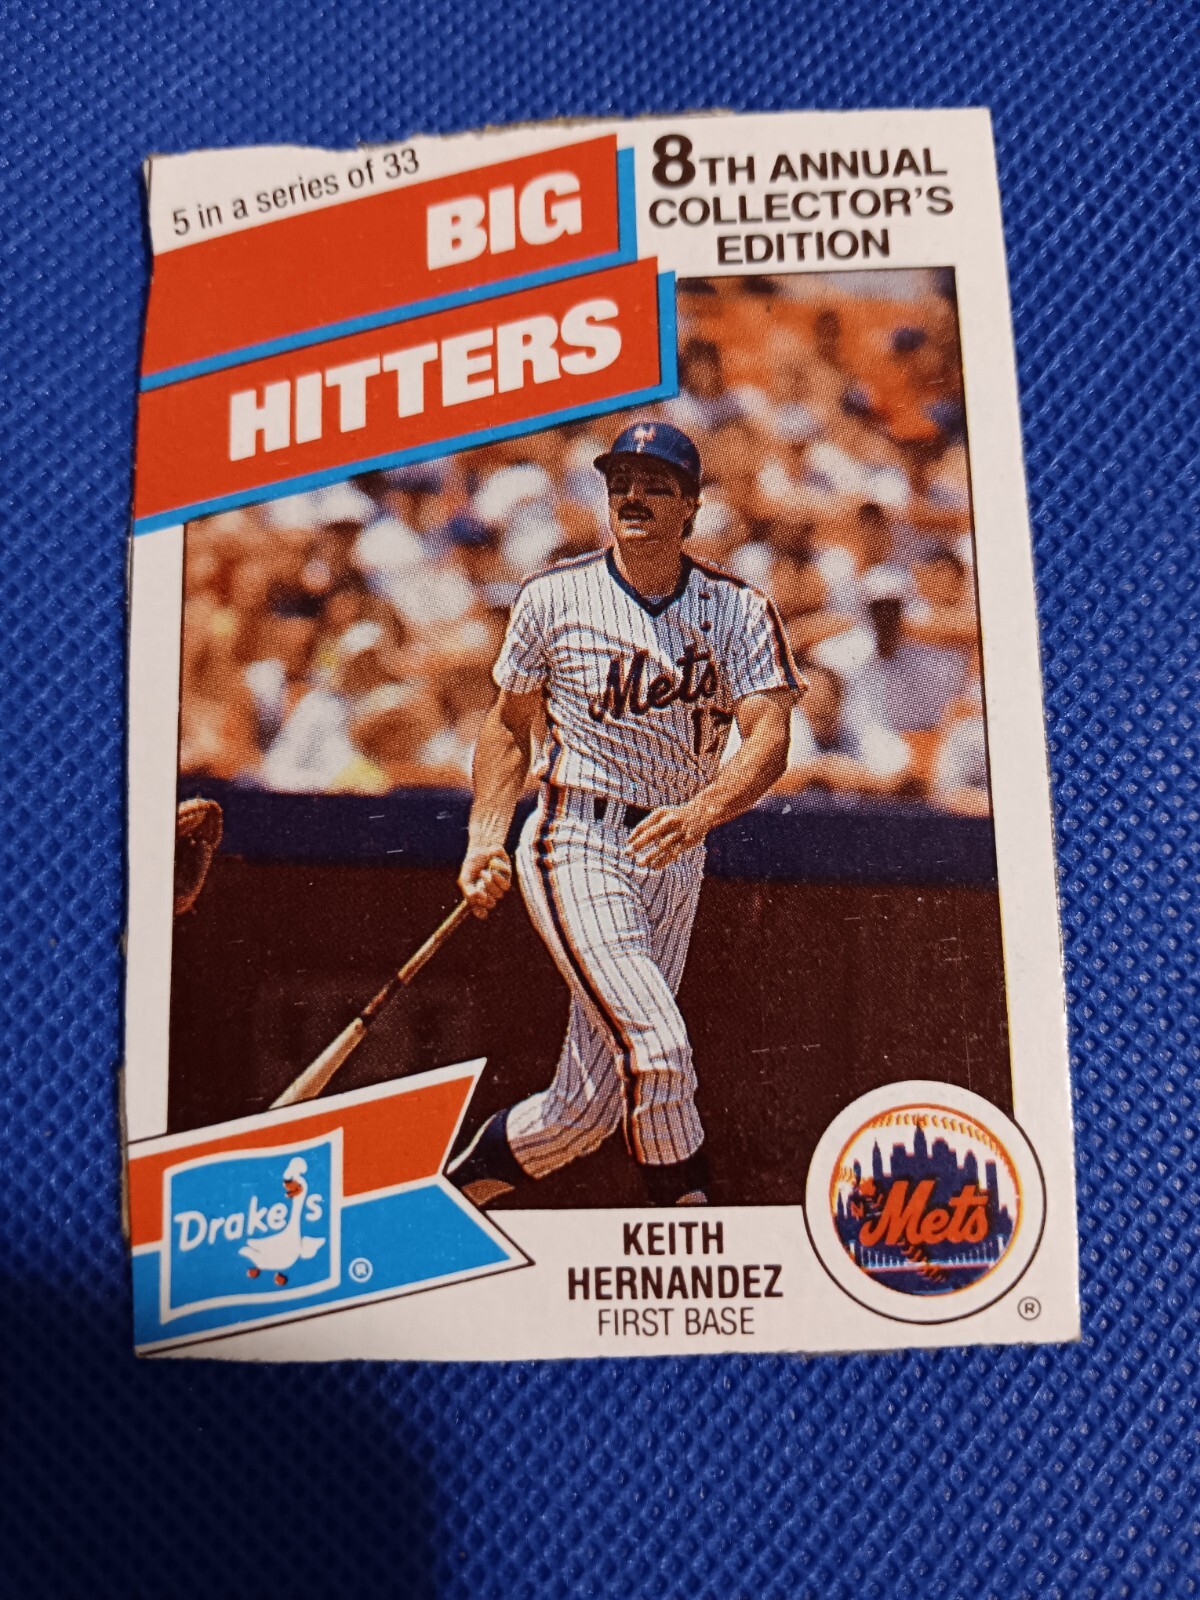 5 in a series of 33
BIG
HITTERS
8TH ANNUAL
COLLECTOR'S
EDITION
Mets
17
Drake's
®
KEITH
HERNANDEZ
FIRST BASE
Mets
®